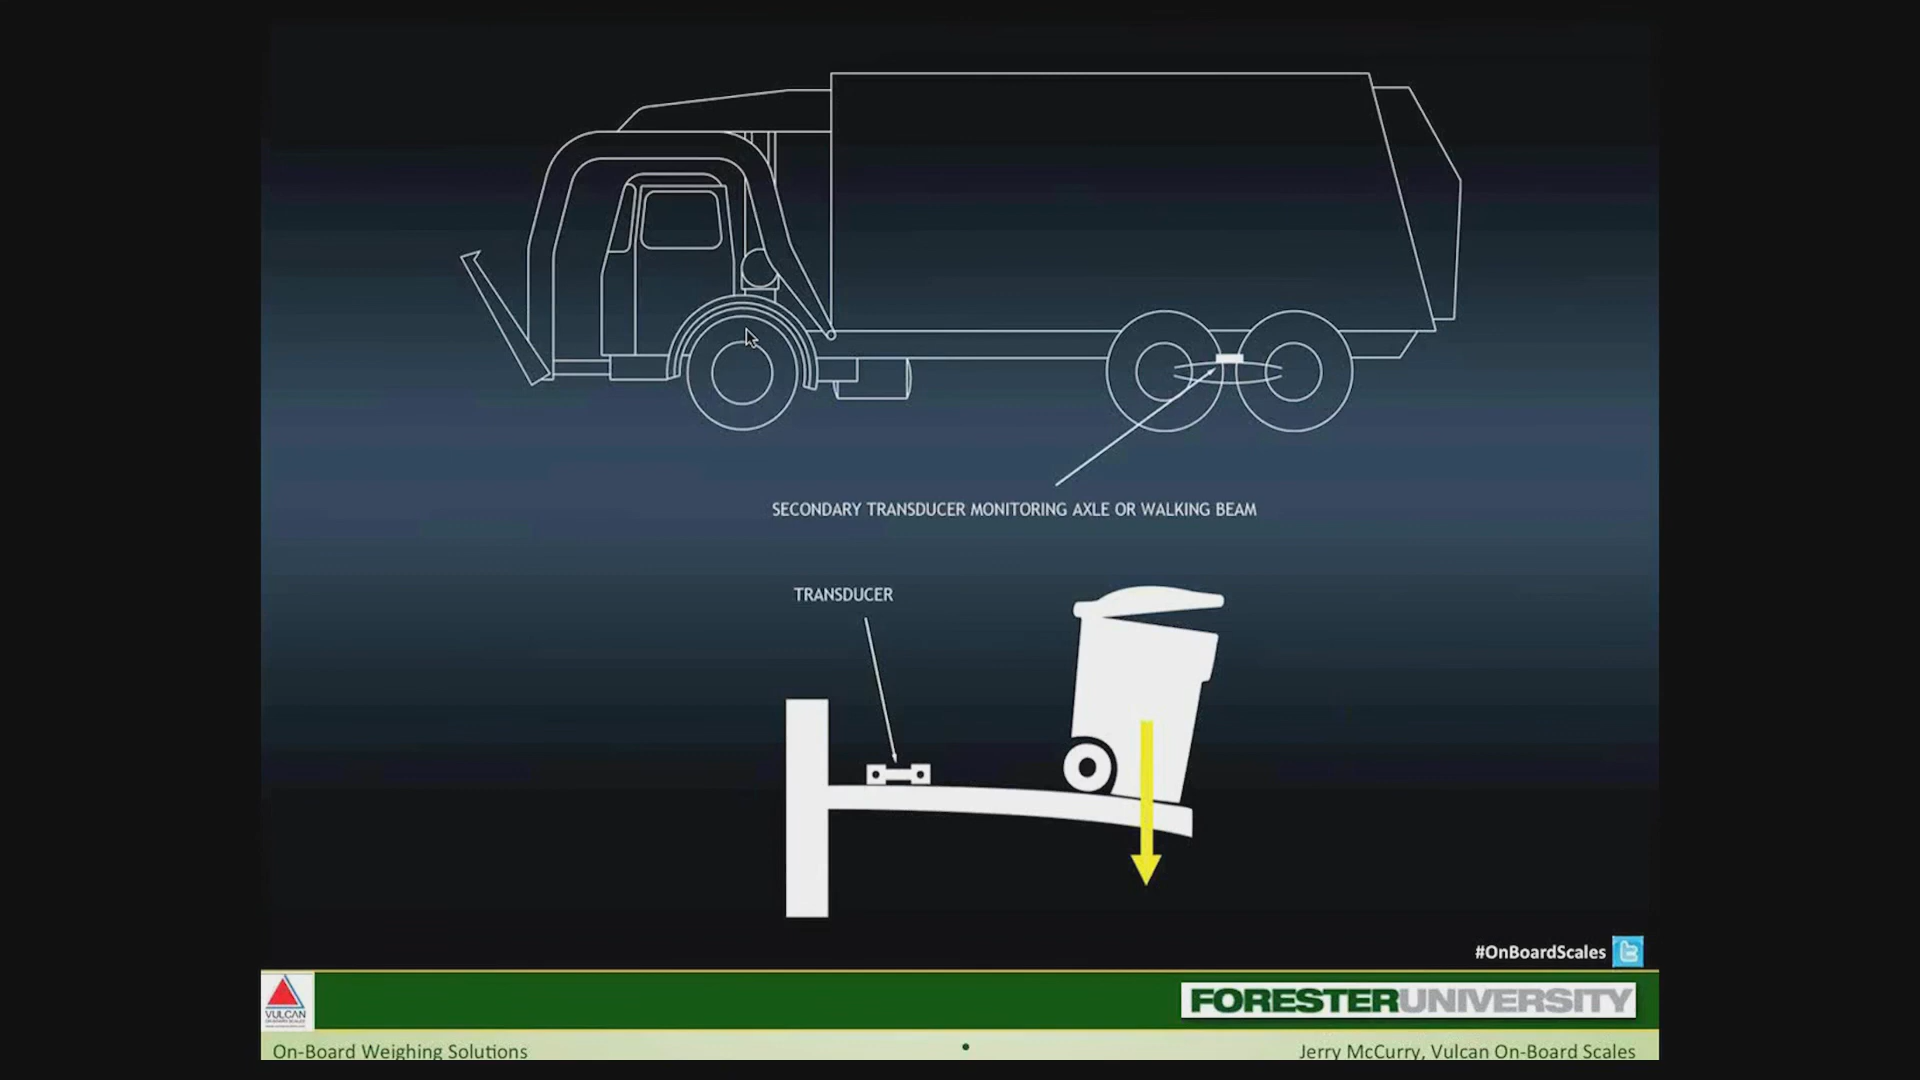 SECONDARY TRANSDUCER MONITORING AXLE OR WALKING BEAM
TRANSDUCER
#OnBoardScales
VULCAN
FORESTERUNIVERSITY
On-Board Weighing Solutions
Jerry McCurry, Vulcan On-Board Scales